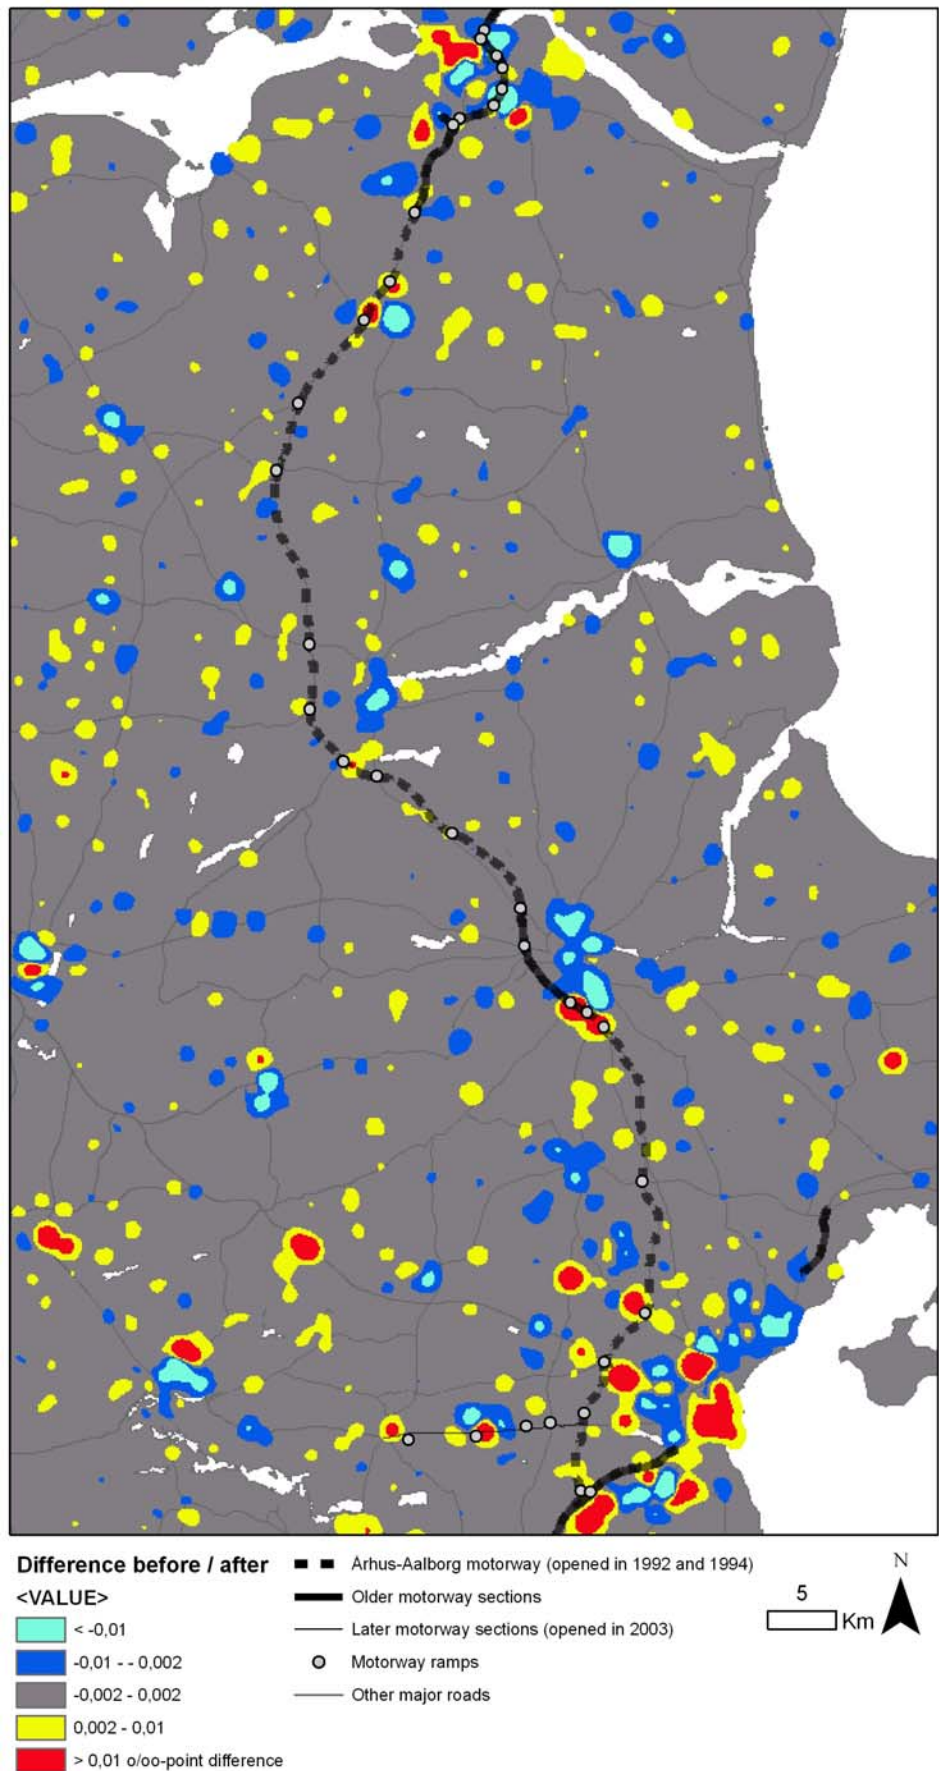 Difference before / after
<VALUE>
< -0,01
-0,01 - - 0,002
-0,002 - 0,002
0,002 - 0,01
> 0,01 o/oo-point difference
Århus-Aalborg motorway (opened in 1992 and 1994)
Older motorway sections
Later motorway sections (opened in 2003)
Motorway ramps
Other major roads
5
Km
N